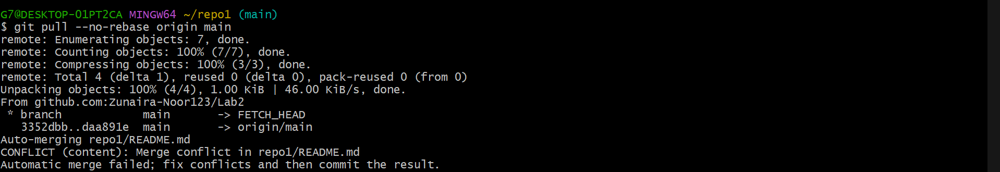 G7@DESKTOP-01PT2CA MINGW64 ~/repo1 (main)
$ git pull --no-rebase origin main
remote: Enumerating objects: 7, done.
remote: Counting objects: 100% (7/7), done.
remote: Compressing objects: 100% (3/3), done.
remote: Total 4 (delta 1), reused 0 (delta 0), pack-reused 0 (from 0)
Unpacking objects: 100% (4/4), 1.00 KiB | 46.00 KiB/s, done.
From github.com:Zunaira-Noor123/Lab2
 * branch            main       -> FETCH_HEAD
   3352dbb..daa891e  main       -> origin/main
Auto-merging repo1/README.md
CONFLICT (content): Merge conflict in repo1/README.md
Automatic merge failed; fix conflicts and then commit the result.